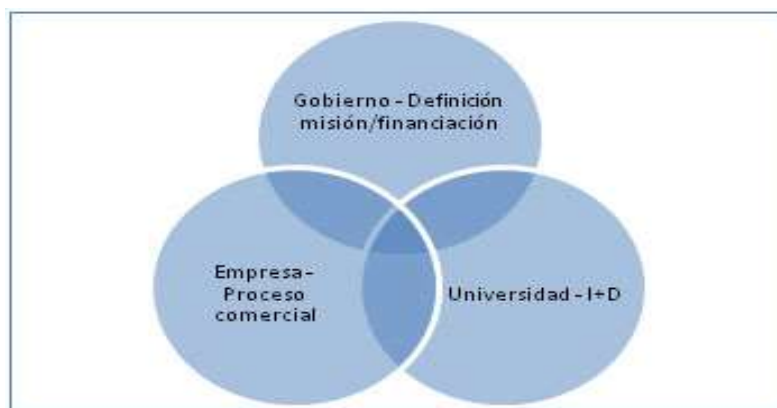 Gobierno - Definición
misión/financiación
Empresa-
Proceso
comercial
Universidad - I+D